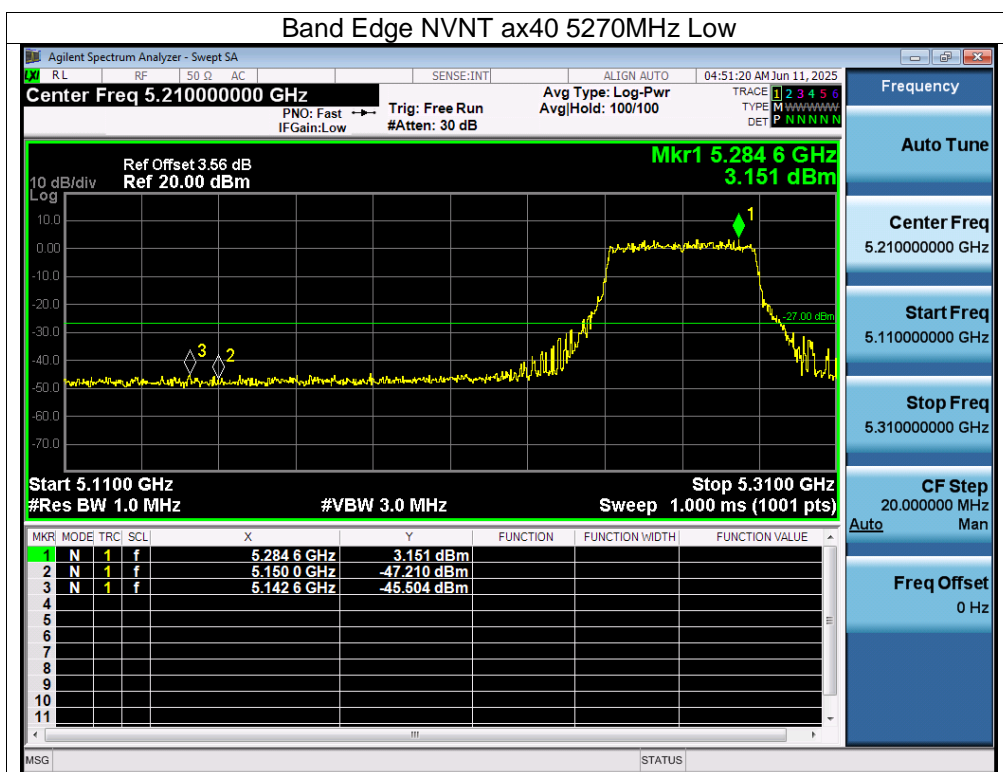 Band Edge NVNT ax40 5270MHz Low
Agilent Spectrum Analyzer - Swept SA
LXI RL RF 50 Ω AC SENSE:INT ALIGN AUTO 04:51:20 AM Jun 11, 2025
Center Freq 5.210000000 GHz
PNO: Fast
IFGain:Low
Trig: Free Run
#Atten: 30 dB
Avg Type: Log-Pwr
Avg|Hold: 100/100
TRACE 1 2 3 4 5 6
TYPE M WWWWW
DET P N N N N N
Ref Offset 3.56 dB
Ref 20.00 dBm
10 dB/div
Log
Mkr1 5.284 6 GHz
3.151 dBm
10.0
0.00
-10.0
-20.0
-30.0
-40.0
-50.0
-60.0
-70.0
1
-27.00 dBm
3
2
Start 5.1100 GHz
Stop 5.3100 GHz
#Res BW 1.0 MHz
#VBW 3.0 MHz
Sweep 1.000 ms (1001 pts)
MKR MODE TRC SCL X Y FUNCTION FUNCTION WIDTH FUNCTION VALUE
1 N 1 f 5.284 6 GHz 3.151 dBm
2 N 1 f 5.150 0 GHz -47.210 dBm
3 N 1 f 5.142 6 GHz -45.504 dBm
4
5
6
7
8
9
10
11
MSG
STATUS
Frequency
Auto Tune
Center Freq
5.210000000 GHz
Start Freq
5.110000000 GHz
Stop Freq
5.310000000 GHz
CF Step
20.000000 MHz
Auto Man
Freq Offset
0 Hz